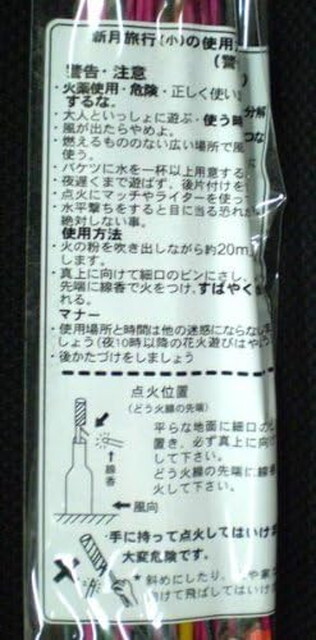 新月旅行(小)の使用
(警
警告・注意
・火薬使用・危険・正しく使い
するな。
分解
・大人といっしょに遊ぶ・使う時
・風が出たらやめよ。
つな
・燃えるもののない広い場所で風
使う。
・バケツに水を一杯以上用意する。
・夜遅くまで遊ばず、後片付けを
・点火にマッチやライターを使っ
・水平撃ちをすると目に当る恐れが
絶対しない事。
使用方法
・火の粉を吹き出しながら約20m
します。
・真上に向けて細口のビンにさし、
先端に線香で火をつけ、すばやく
れる。
マナー
・使用場所と時間は他の迷惑にならな
しょう(夜10時以降の花火遊びは
・後かたづけをしましょう
点火位置
(どう火線の先端)
平らな地面に細口の
置き、必ず真上に向
して下さい。
どう火線の先端に線香
火して下さい。
線香
風向
・手に持って点火してはいけ
大変危険です。
*斜めにしたり、
向けて飛ばしてはいけ